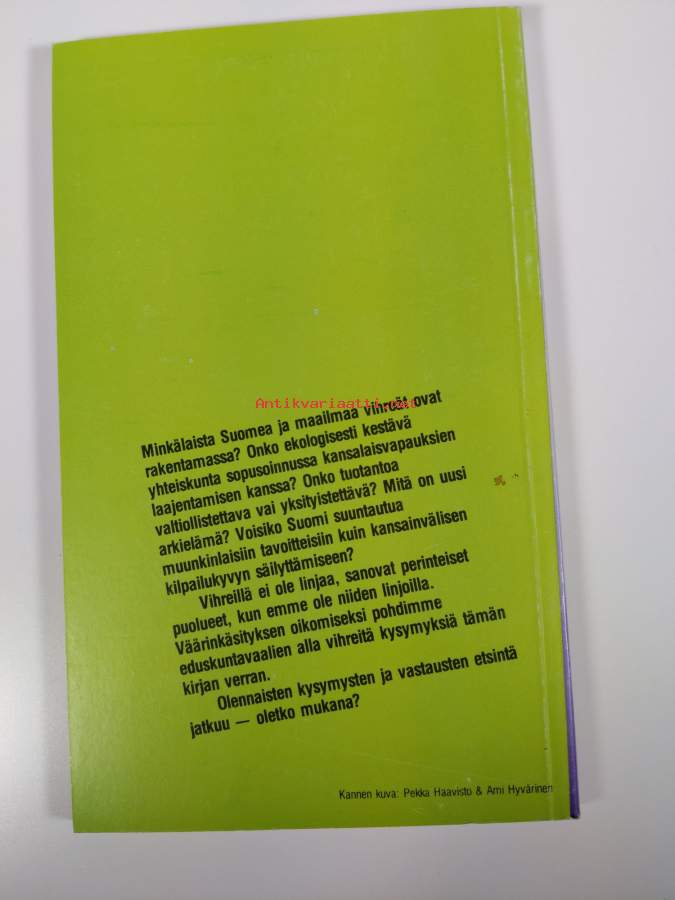 Antikvariaatti.net
Minkälaista Suomea ja maailmaa vihreät ovat
rakentamassa? Onko ekologisesti kestävä
yhteiskunta sopusoinnussa kansalaisvapauksien
laajentamisen kanssa? Onko tuotantoa
valtiollistettava vai yksityistettävä? Mitä on uusi
arkielämä? Voisiko Suomi suuntautua
muunkinlaisiin tavoitteisiin kuin kansainvälisen
kilpailukyvyn säilyttämiseen?
Vihreillä ei ole linjaa, sanovat perinteiset
puolueet, kun emme ole niiden linjoilla.
Väärinkäsityksen oikomiseksi pohdimme
eduskuntavaalien alla vihreitä kysymyksiä tämän
kirjan verran.
Olennaisten kysymysten ja vastausten etsintä
jatkuu — oletko mukana?
Kannen kuva: Pekka Haavisto & Ami Hyvärinen